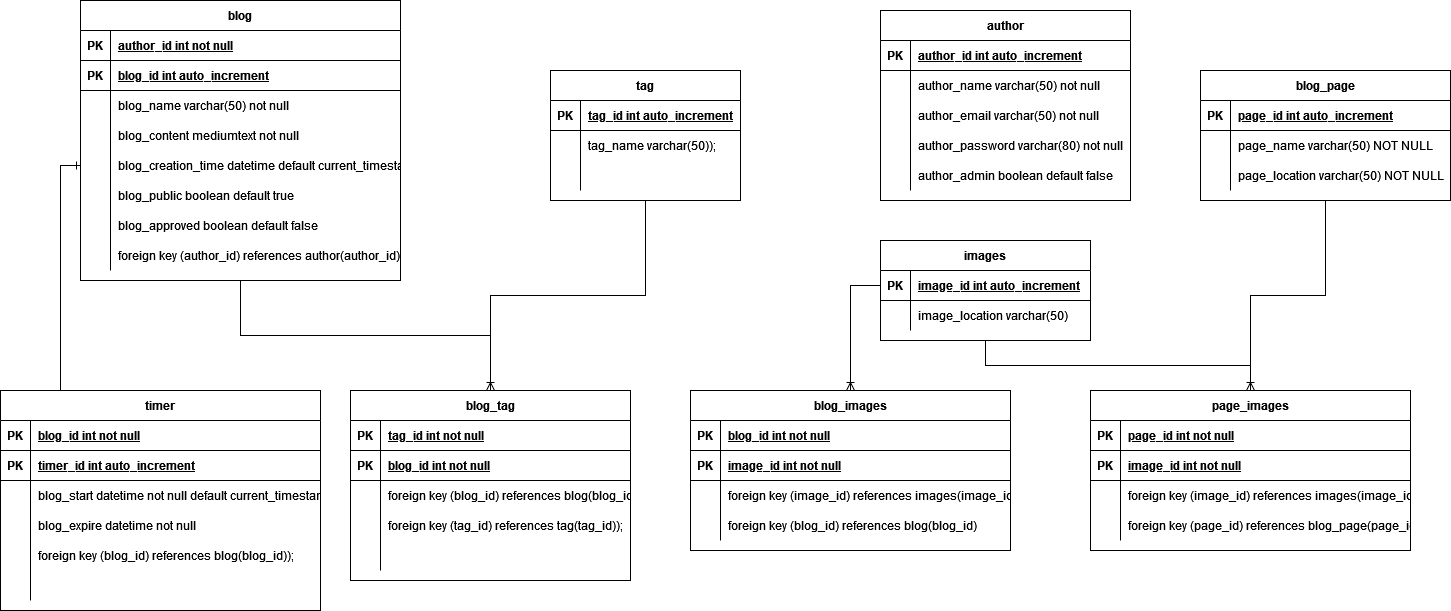 blog
PK author_id int not null
PK blog_id int auto_increment
blog_name varchar(50) not null
blog_content mediumtext not null
blog_creation_time datetime default current_timesta
blog_public boolean default true
blog_approved boolean default false
foreign key (author_id) references author(author_id)
tag
PK tag_id int auto_increment
tag_name varchar(50));
author
PK author_id int auto_increment
author_name varchar(50) not null
author_email varchar(50) not null
author_password varchar(80) not null
author_admin boolean default false
blog_page
PK page_id int auto_increment
page_name varchar(50) NOT NULL
page_location varchar(50) NOT NULL
images
PK image_id int auto_increment
image_location varchar(50)
timer
PK blog_id int not null
PK timer_id int auto_increment
blog_start datetime not null default current_timestar
blog_expire datetime not null
foreign key (blog_id) references blog(blog_id));
blog_tag
PK tag_id int not null
PK blog_id int not null
foreign key (blog_id) references blog(blog_ic
foreign key (tag_id) references tag(tag_id));
blog_images
PK blog_id int not null
PK image_id int not null
foreign key (image_id) references images(image_ic
foreign key (blog_id) references blog(blog_id)
page_images
PK page_id int not null
PK image_id int not null
foreign key (image_id) references images(image_ic
foreign key (page_id) references blog_page(page_i